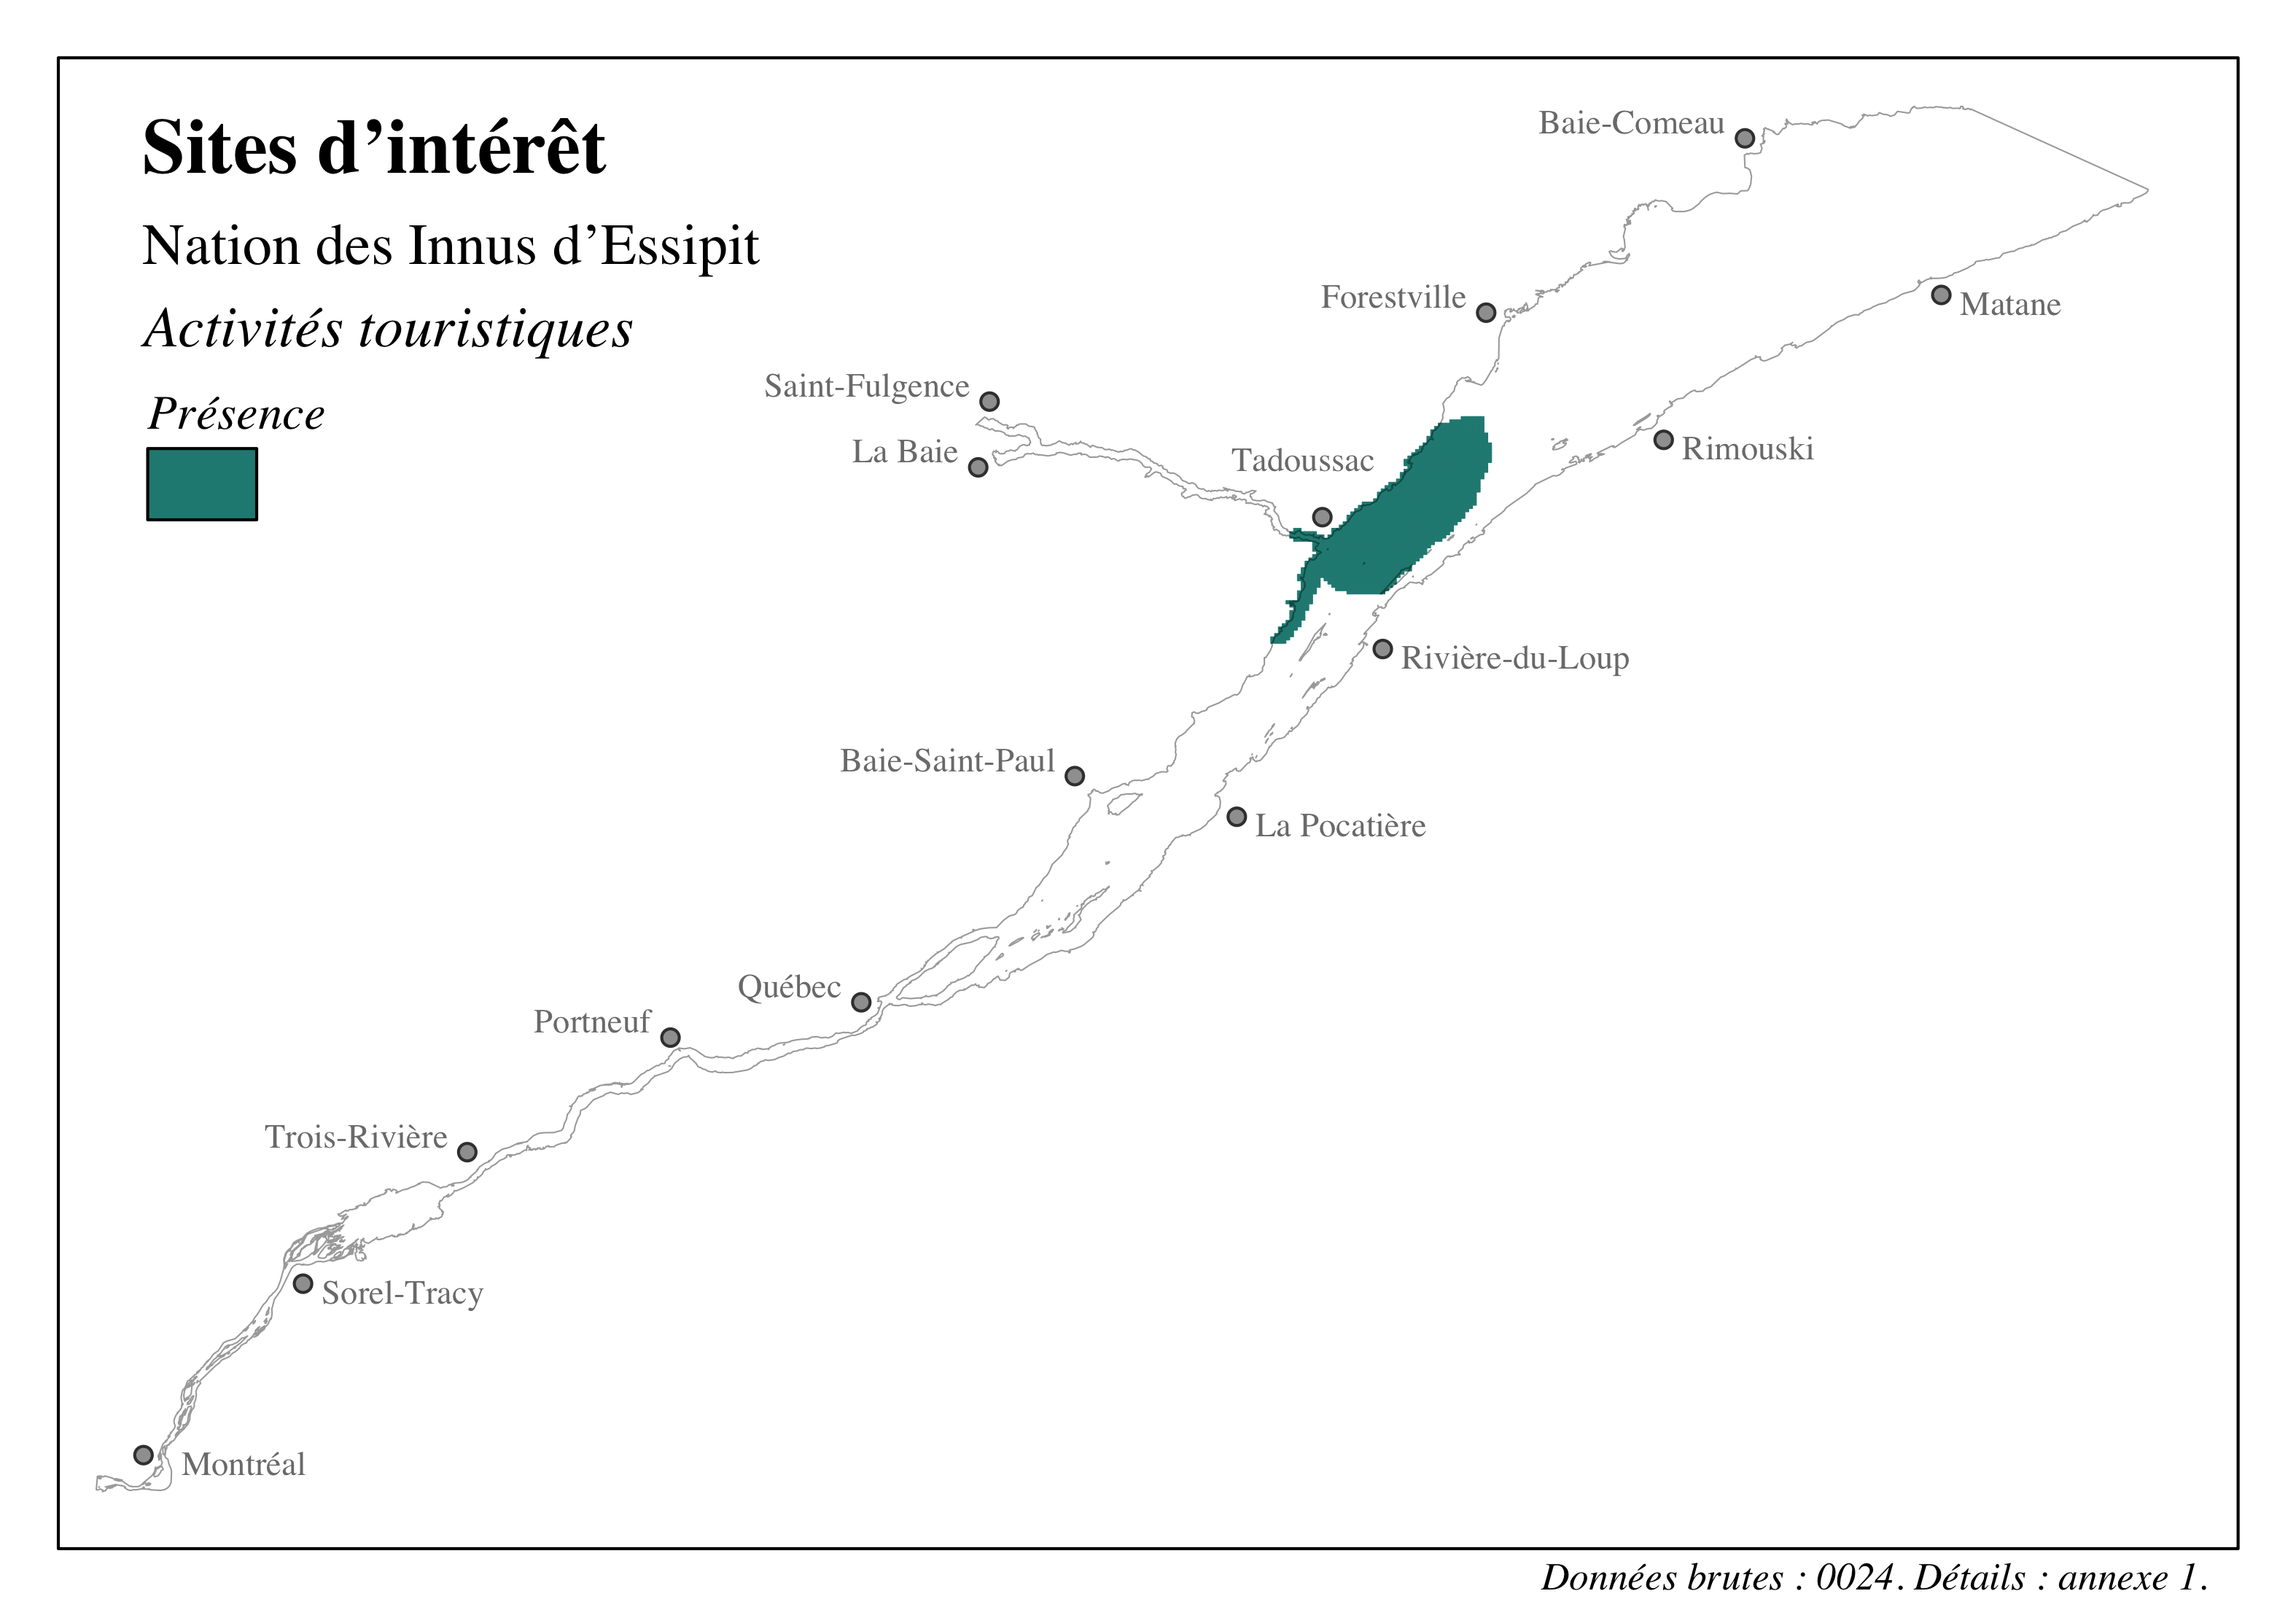 Sites d’intérêt
Nation des Innus d’Essipit
Activités touristiques
Présence
Baie-Comeau
Forestville
Matane
Saint-Fulgence
La Baie
Tadoussac
Rimouski
Rivière-du-Loup
Baie-Saint-Paul
La Pocatière
Québec
Portneuf
Trois-Rivière
Sorel-Tracy
Montréal
Données brutes : 0024. Détails : annexe 1.